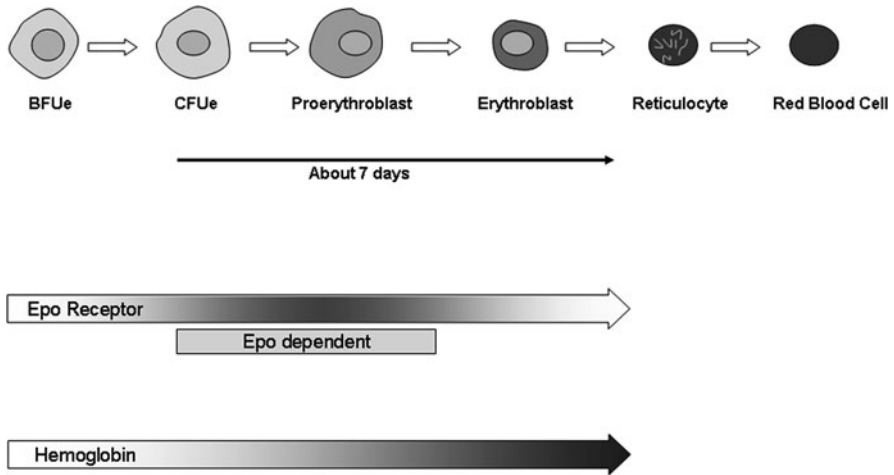 BFUe
CFUe
Proerythroblast
Erythroblast
Reticulocyte
Red Blood Cell
About 7 days
Epo Receptor
Epo dependent
Hemoglobin